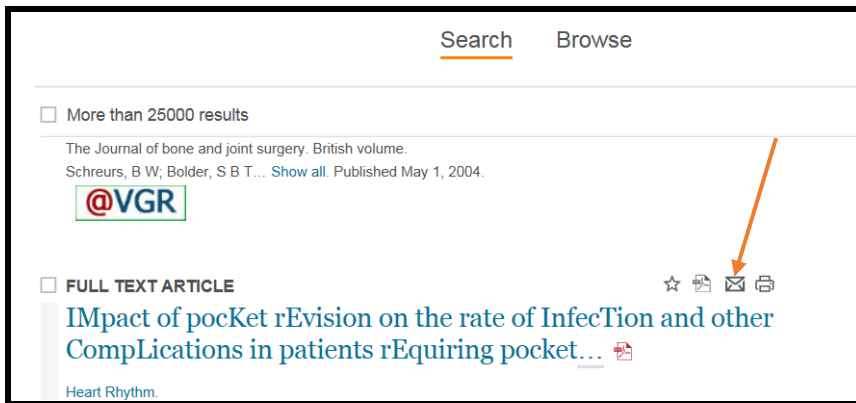 Search Browse
More than 25000 results
The Journal of bone and joint surgery. British volume.
Schreurs, B W; Bolder, S B T… Show all. Published May 1, 2004.
@VGR
FULL TEXT ARTICLE
IMpact of pocKet rEvision on the rate of InfecTion and other
CompLications in patients rEquiring pocket…
Heart Rhythm.